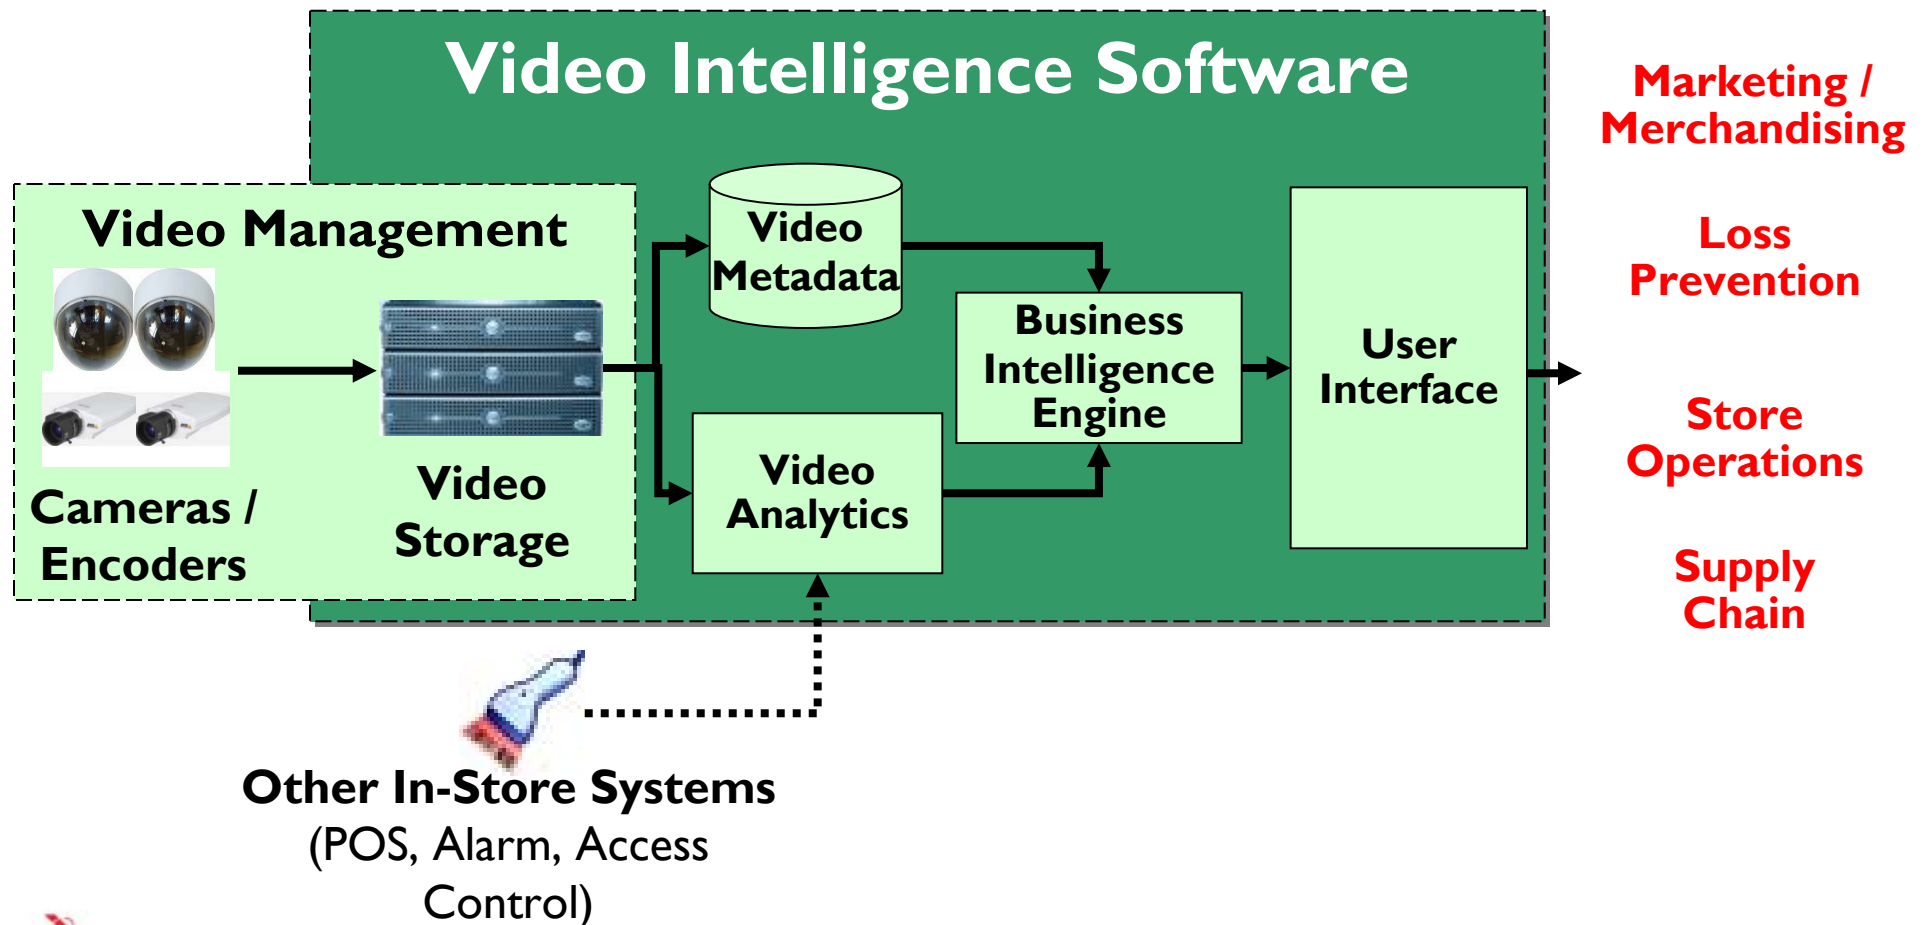 Video Intelligence Software
Marketing /
Merchandising
Loss
Prevention
Store
Operations
Supply
Chain
Video Management
Cameras /
Encoders
Video
Storage
Video
Metadata
Video
Analytics
Business
Intelligence
Engine
User
Interface
Other In-Store Systems
(POS, Alarm, Access
Control)